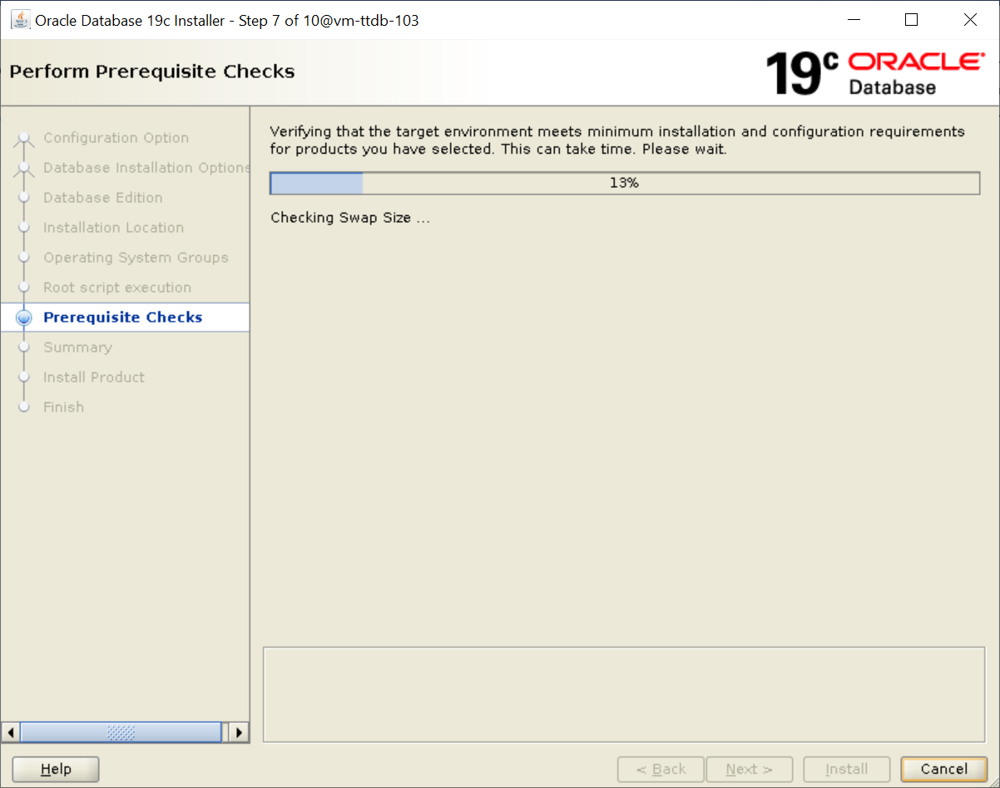 Oracle Database 19c Installer - Step 7 of 10@vm-ttdb-103
Perform Prerequisite Checks
19c ORACLE
Database
Configuration Option
Database Installation Options
Database Edition
Installation Location
Operating System Groups
Root script execution
Prerequisite Checks
Summary
Install Product
Finish
Verifying that the target environment meets minimum installation and configuration requirements
for products you have selected. This can take time. Please wait.
13%
Checking Swap Size ...
Help
< Back
Next >
Install
Cancel